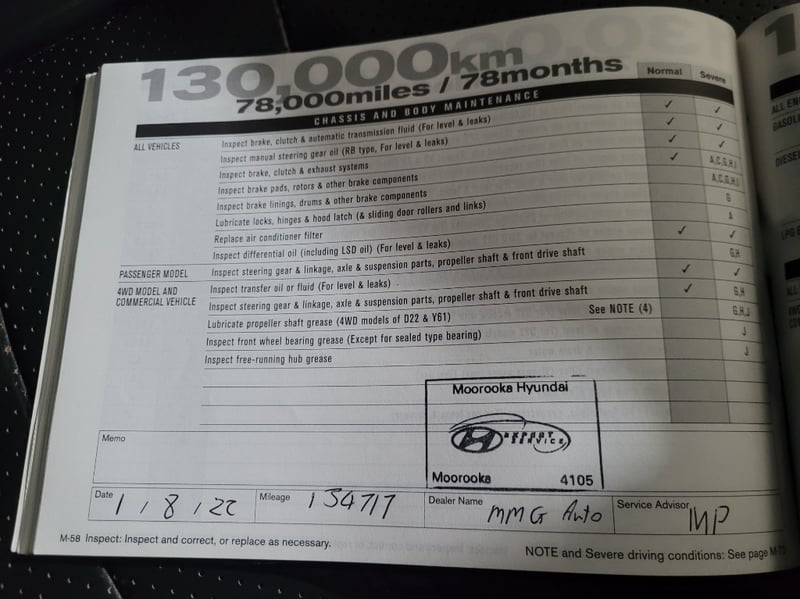 130,000km
78,000miles / 78months
Normal Severe
CHASSIS AND BODY MAINTENANCE
ALL VEHICLES Inspect brake, clutch & automatic transmission fluid (For level & leaks) ✓ ✓
Inspect manual steering gear oil (RB type, For level & leaks) ✓ ✓
Inspect brake, clutch & exhaust systems ✓ ✓
Inspect brake pads, rotors & other brake components ✓ A,C,G,H,I
Inspect brake linings, drums & other brake components A,C,G,H,I
Lubricate locks, hinges & hood latch (& sliding door rollers and links) G
Replace air conditioner filter A
Inspect differential oil (including LSD oil) (For level & leaks) ✓ ✓
PASSENGER MODEL Inspect steering gear & linkage, axle & suspension parts, propeller shaft & front drive shaft G,H
4WD MODEL AND COMMERCIAL VEHICLE Inspect transfer oil or fluid (For level & leaks) ✓ ✓
Inspect steering gear & linkage, axle & suspension parts, propeller shaft & front drive shaft ✓ G,H
Lubricate propeller shaft grease (4WD models of D22 & Y61) See NOTE (4) G,H,J
Inspect front wheel bearing grease (Except for sealed type bearing) J
Inspect free-running hub grease J
Moorooka Hyundai
EXPERT
SERVICE
Moorooka 4105
Memo
Date 1/8/22 Mileage 154717 Dealer Name MMG Auto Service Advisor MP
M-58 Inspect: Inspect and correct, or replace as necessary.
NOTE and Severe driving conditions: See page
ALL